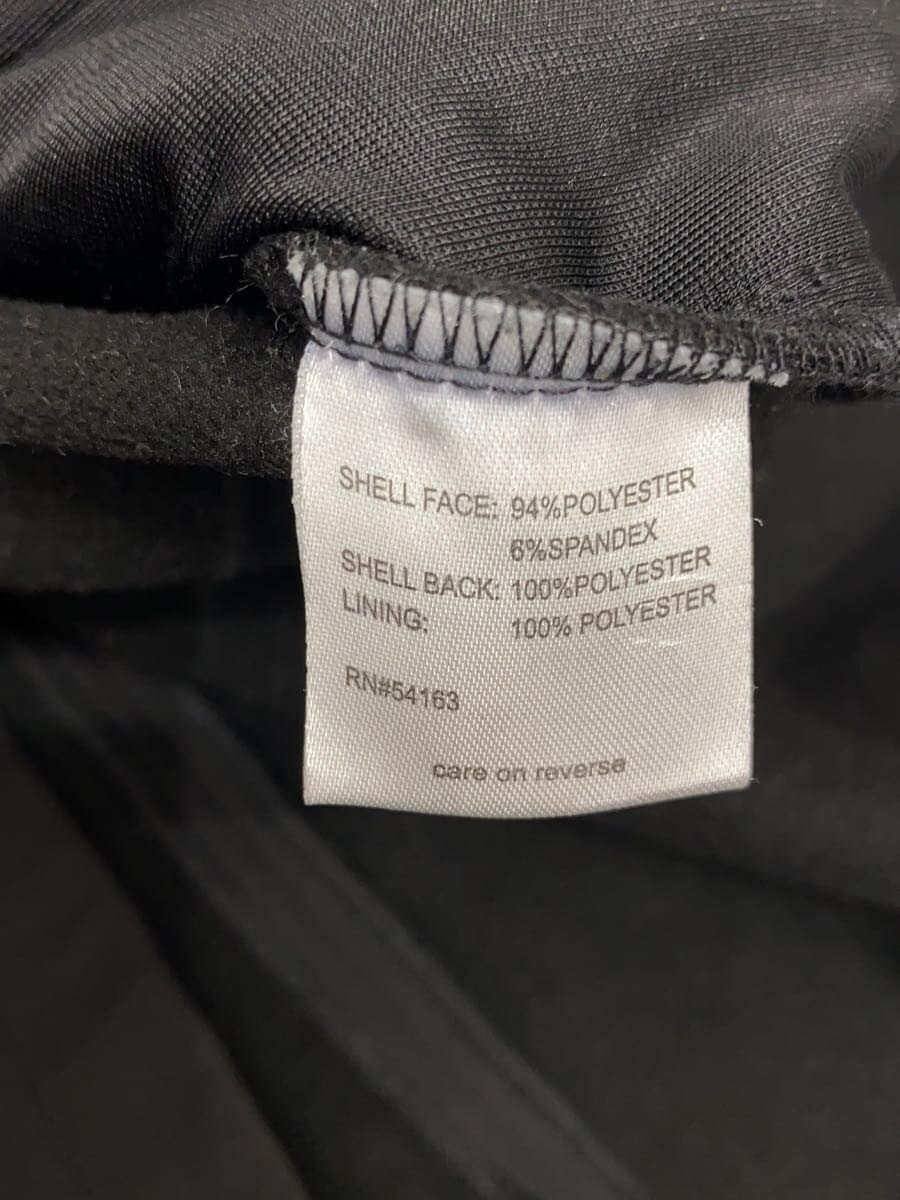 SHELL FACE: 94%POLYESTER
6%SPANDEX
SHELL BACK: 100%POLYESTER
LINING: 100% POLYESTER
RN#54163
care on reverse